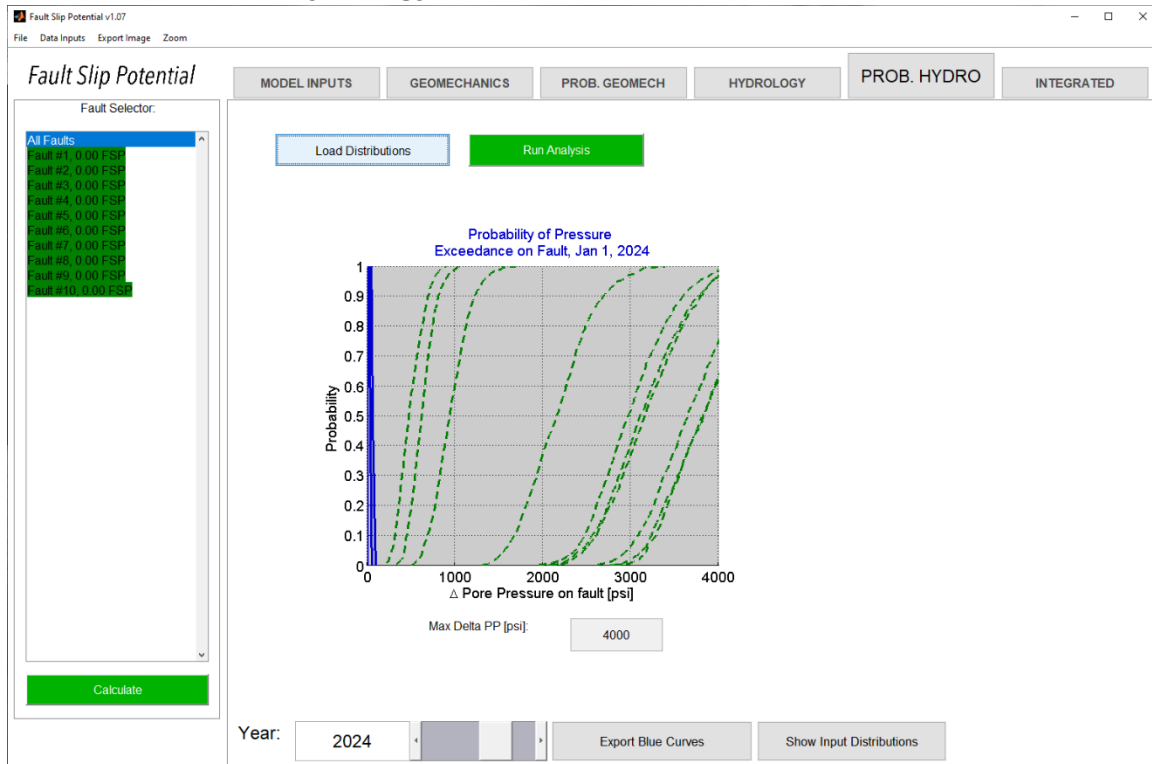 Fault Slip Potential v1.07
File Data Inputs Export Image Zoom
Fault Slip Potential
MODEL INPUTS GEOMECHANICS PROB. GEOMECH HYDROLOGY PROB. HYDRO INTEGRATED
Fault Selector:
All Faults
Fault #1, 0.00 FSP
Fault #2, 0.00 FSP
Fault #3, 0.00 FSP
Fault #4, 0.00 FSP
Fault #5, 0.00 FSP
Fault #6, 0.00 FSP
Fault #7, 0.00 FSP
Fault #8, 0.00 FSP
Fault #9, 0.00 FSP
Fault #10, 0.00 FSP
Calculate
Load Distributions Run Analysis
Probability of Pressure
Exceedance on Fault, Jan 1, 2024
1
0.9
0.8
0.7
0.6
0.5
0.4
0.3
0.2
0.1
0
Probability
0 1000 2000 3000 4000
Δ Pore Pressure on fault [psi]
Max Delta PP [psi]: 4000
Year: 2024 Export Blue Curves Show Input Distributions